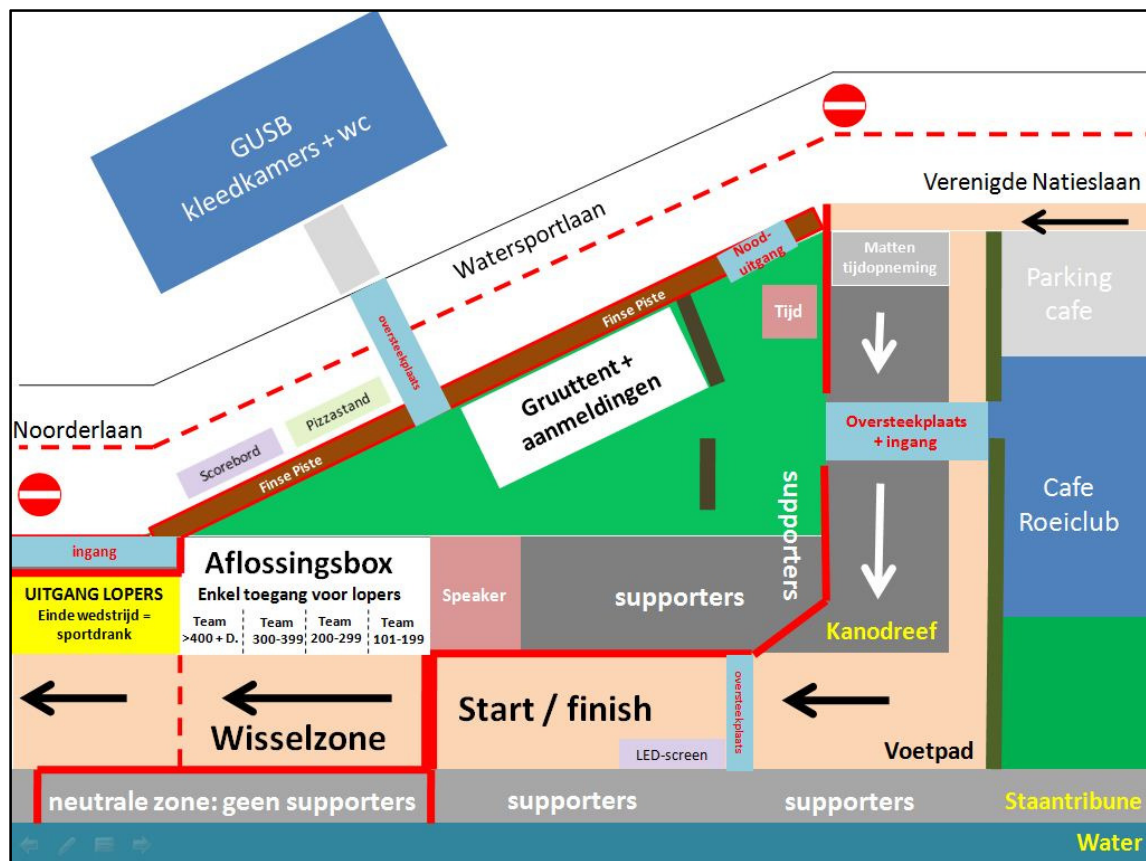 GUSB
kleedkamers + wc
Verenigde Natieslaan
Watersportlaan
Nood-
uitgang
Matten
tijdopneming
Parking
cafe
Tijd
Finse Piste
oversteekplaats
Gruuttent +
aanmeldingen
Pizzastand
Scorebord
Noorderlaan
Finse Piste
Oversteekplaats
+ ingang
Cafe
Roeiclub
supporters
ingang
Aflossingsbox
Enkel toegang voor lopers
UITGANG LOPERS
Einde wedstrijd =
sportdrank
Team
>400 + D.
Team
300-399
Team
200-299
Team
101-199
Speaker
supporters
Kanodreef
Start / finish
oversteekplaats
Wisselzone
LED-screen
Voetpad
neutrale zone: geen supporters
supporters
supporters
Staantribune
Water